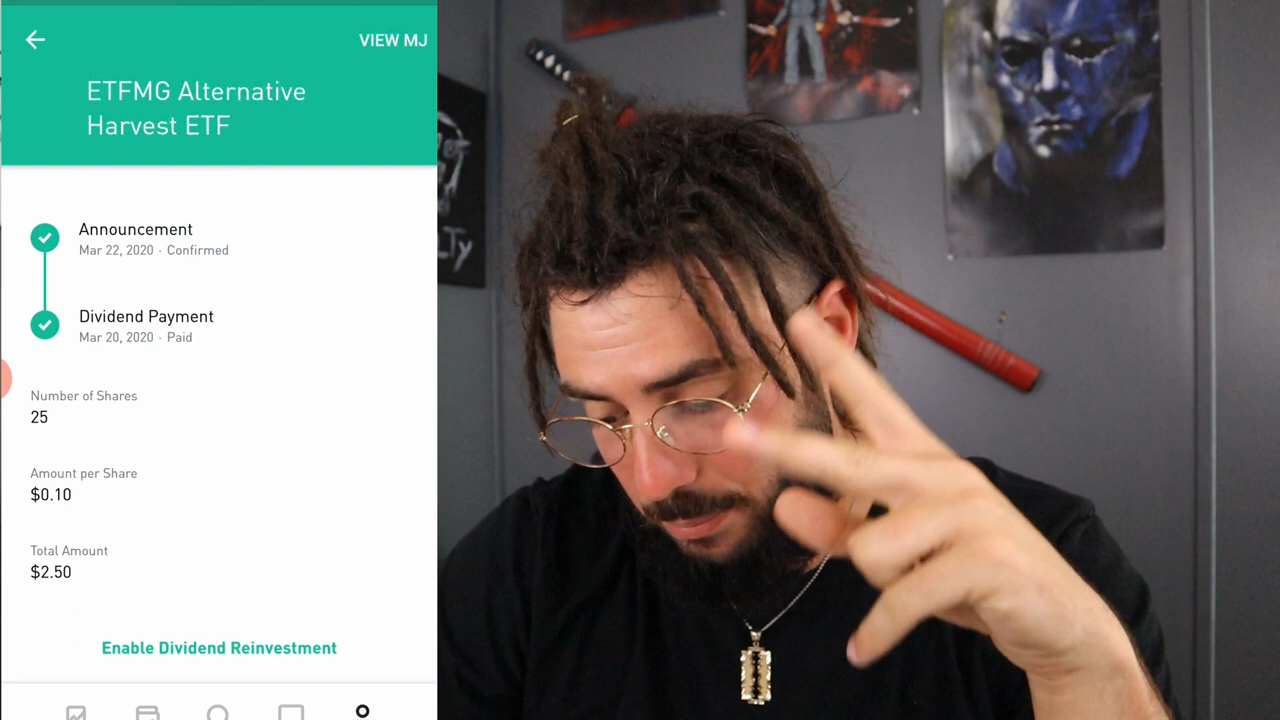 VIEW MJ
ETFMG Alternative
Harvest ETF
Announcement
Mar 22, 2020 · Confirmed
Dividend Payment
Mar 20, 2020 · Paid
Number of Shares
25
Amount per Share
$0.10
Total Amount
$2.50
Enable Dividend Reinvestment